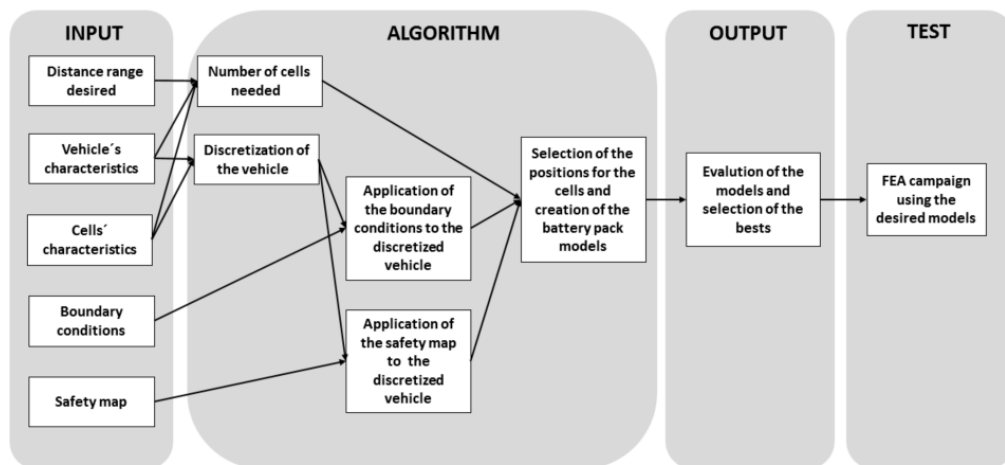 INPUT
ALGORITHM
OUTPUT
TEST
Distance range
desired
Vehicle´s
characteristics
Cells´
characteristics
Boundary
conditions
Safety map
Number of cells
needed
Discretization of
the vehicle
Application of
the boundary
conditions to the
discretized
vehicle
Application of
the safety map
to the
discretized
vehicle
Selection of the
positions for the
cells and
creation of the
battery pack
models
Evalution of the
models and
selection of the
bests
FEA campaign
using the
desired models